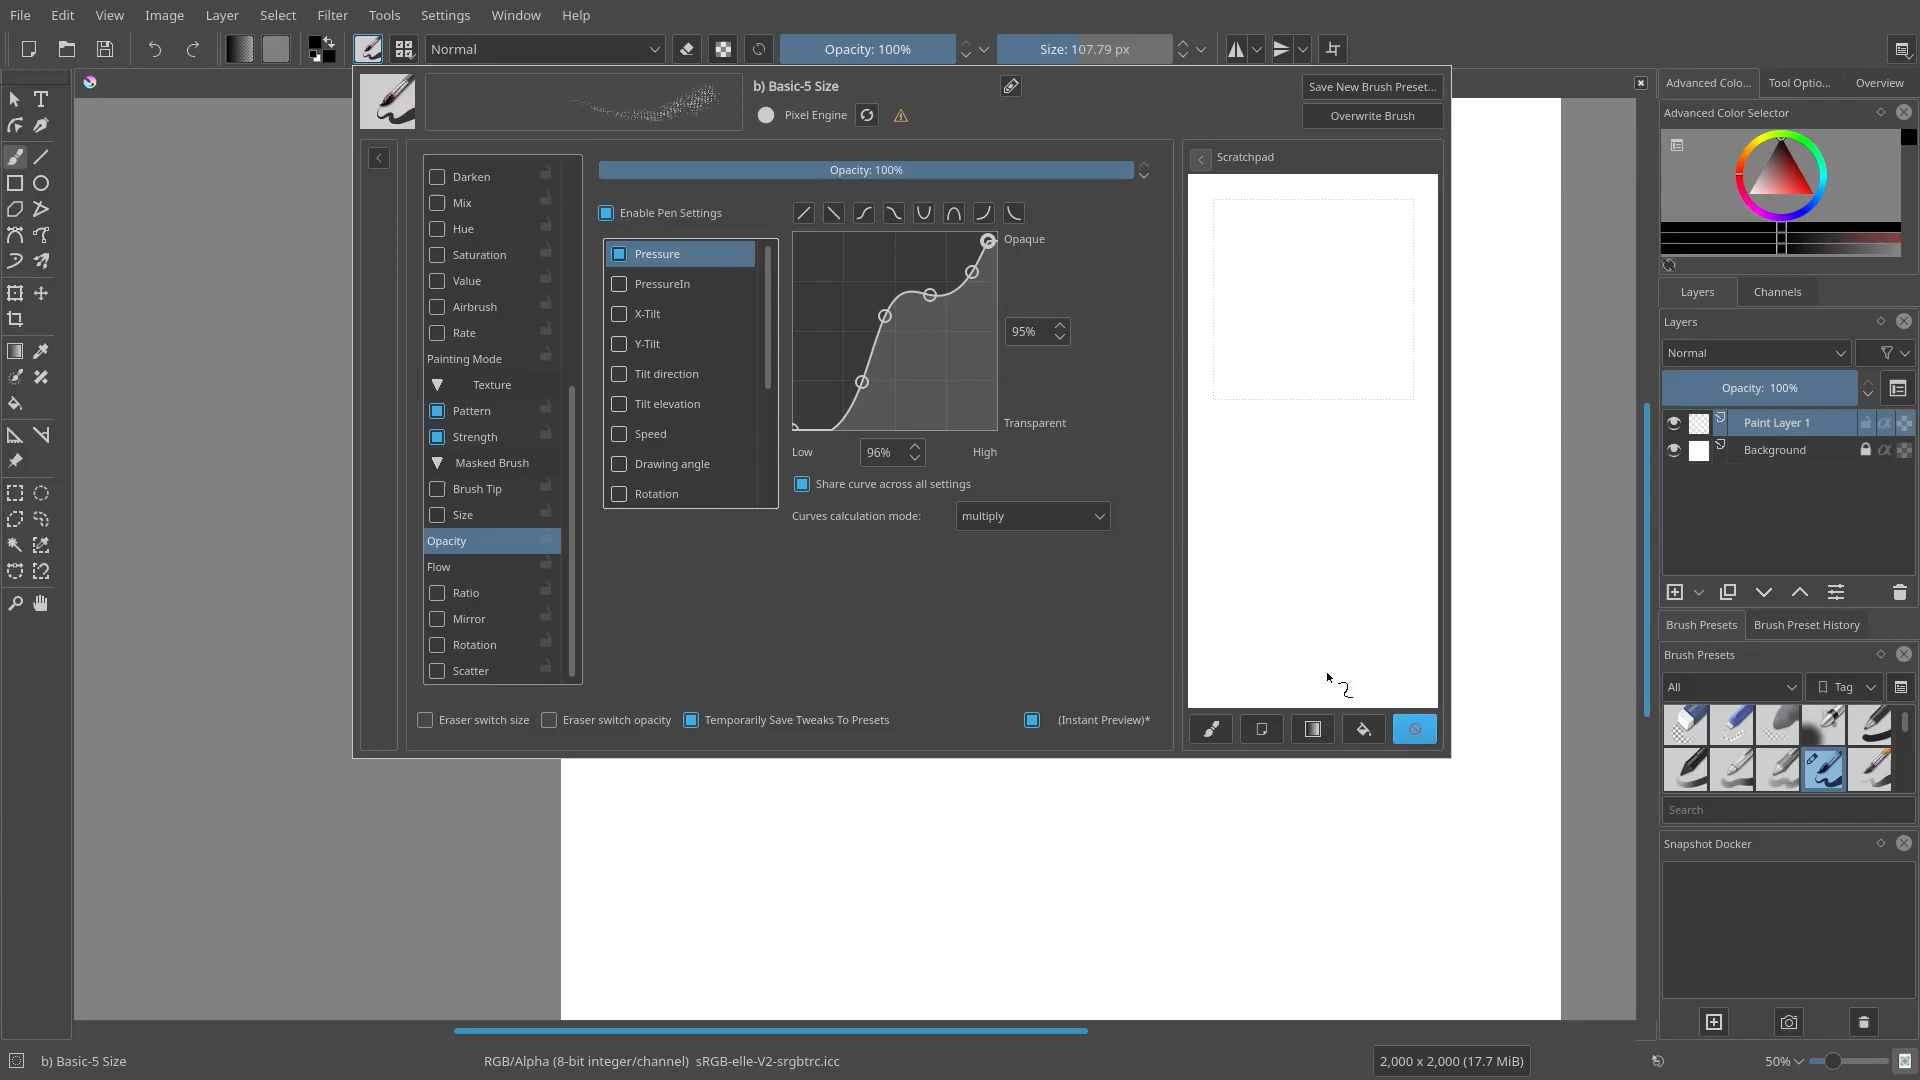 File Edit View Image Layer Select Filter Tools Settings Window Help
Normal Opacity: 100% Size: 107.79 px
b) Basic-5 Size
Pixel Engine
Save New Brush Preset...
Overwrite Brush
Darken
Mix
Hue
Saturation
Value
Airbrush
Rate
Painting Mode
Texture
Pattern
Strength
Masked Brush
Brush Tip
Size
Opacity
Flow
Ratio
Mirror
Rotation
Scatter
Opacity: 100%
Enable Pen Settings
Pressure
PressureIn
X-Tilt
Y-Tilt
Tilt direction
Tilt elevation
Speed
Drawing angle
Rotation
Opaque
95%
Transparent
Low 96% High
Share curve across all settings
Curves calculation mode: multiply
Eraser switch size Eraser switch opacity Temporarily Save Tweaks To Presets (Instant Preview)*
Scratchpad
Advanced Colo... Tool Optio... Overview
Advanced Color Selector
Layers Channels
Layers
Normal
Opacity: 100%
Paint Layer 1
Background
Brush Presets Brush Preset History
Brush Presets
All Tag
Search
Snapshot Docker
b) Basic-5 Size RGB/Alpha (8-bit integer/channel) sRGB-elle-V2-srgbtrc.icc 2,000 x 2,000 (17.7 MiB) 50%